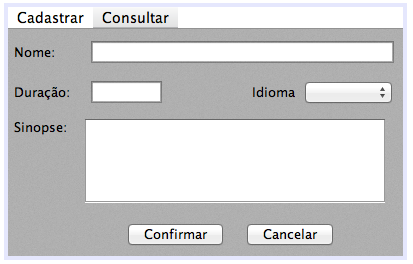 Cadastrar Consultar
Nome:
Duração: Idioma
Sinopse:
Confirmar Cancelar